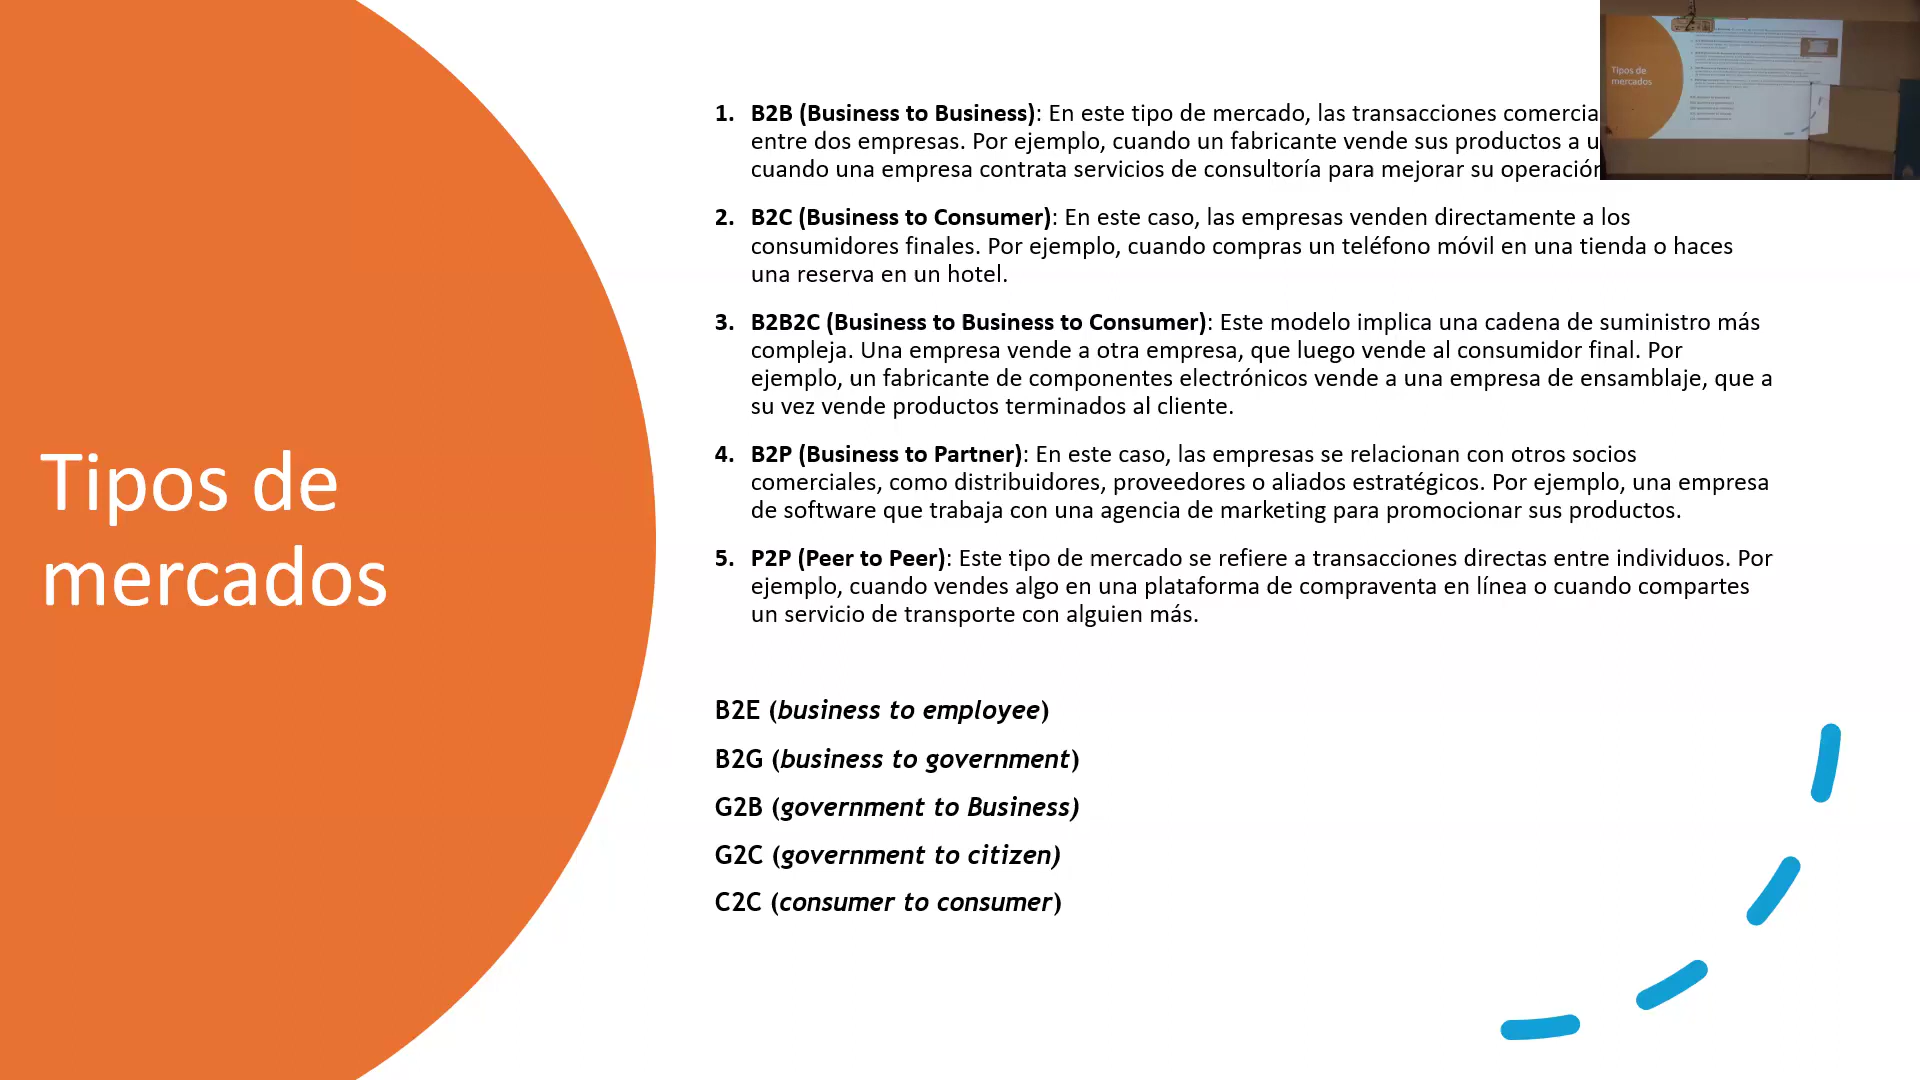 Tipos de
mercados
1. B2B (Business to Business): En este tipo de mercado, las transacciones
entre dos empresas. Por ejemplo, cuando un fabricante vende sus productos a
cuando una empresa contrata servicios de consultoría para mejorar su operación
2. B2C (Business to Consumer): En este caso, las empresas venden directamente a los
consumidores finales. Por ejemplo, cuando compras un teléfono móvil en una tienda o haces
una reserva en un hotel.
3. B2B2C (Business to Business to Consumer): Este modelo implica una cadena de suministro más
compleja. Una empresa vende a otra empresa, que luego vende al consumidor final. Por
ejemplo, un fabricante de componentes electrónicos vende a una empresa de ensamblaje, que a
su vez vende productos terminados al cliente.
4. B2P (Business to Partner): En este caso, las empresas se relacionan con otros socios
comerciales, como distribuidores, proveedores o aliados estratégicos. Por ejemplo, una empresa
de software que trabaja con una agencia de marketing para promocionar sus productos.
5. P2P (Peer to Peer): Este tipo de mercado se refiere a transacciones directas entre individuos. Por
ejemplo, cuando vendes algo en una plataforma de compraventa en línea o cuando compartes
un servicio de transporte con alguien más.
B2E (business to employee)
B2G (business to government)
G2B (government to Business)
G2C (government to citizen)
C2C (consumer to consumer)
Tipos de
mercados